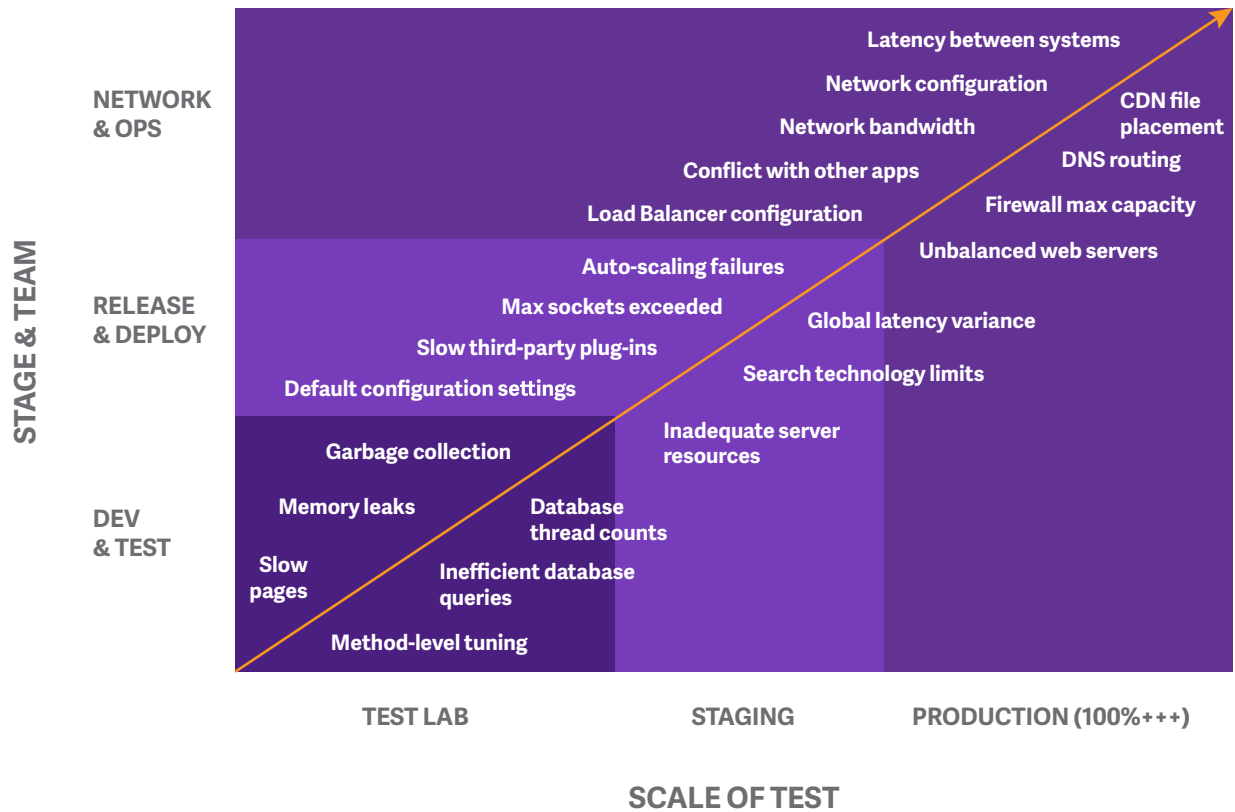 STAGE & TEAM
NETWORK
& OPS
RELEASE
& DEPLOY
DEV
& TEST
Latency between systems
Network configuration
CDN file
placement
Network bandwidth
DNS routing
Conflict with other apps
Firewall max capacity
Load Balancer configuration
Unbalanced web servers
Auto-scaling failures
Max sockets exceeded
Global latency variance
Slow third-party plug-ins
Search technology limits
Default configuration settings
Inadequate server
resources
Garbage collection
Memory leaks
Database
thread counts
Slow
pages
Inefficient database
queries
Method-level tuning
TEST LAB
STAGING
PRODUCTION (100%+++)
SCALE OF TEST